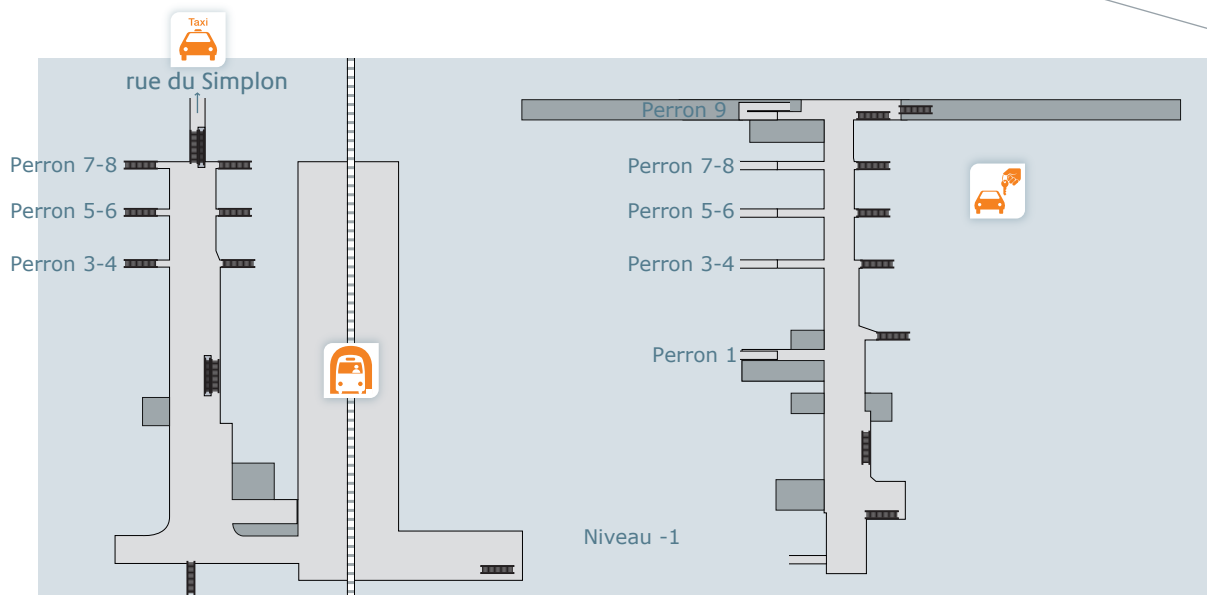 Taxi
rue du Simplon
Perron 9
Perron 7-8
Perron 7-8
Perron 5-6
Perron 5-6
Perron 3-4
Perron 3-4
Perron 1
Niveau -1